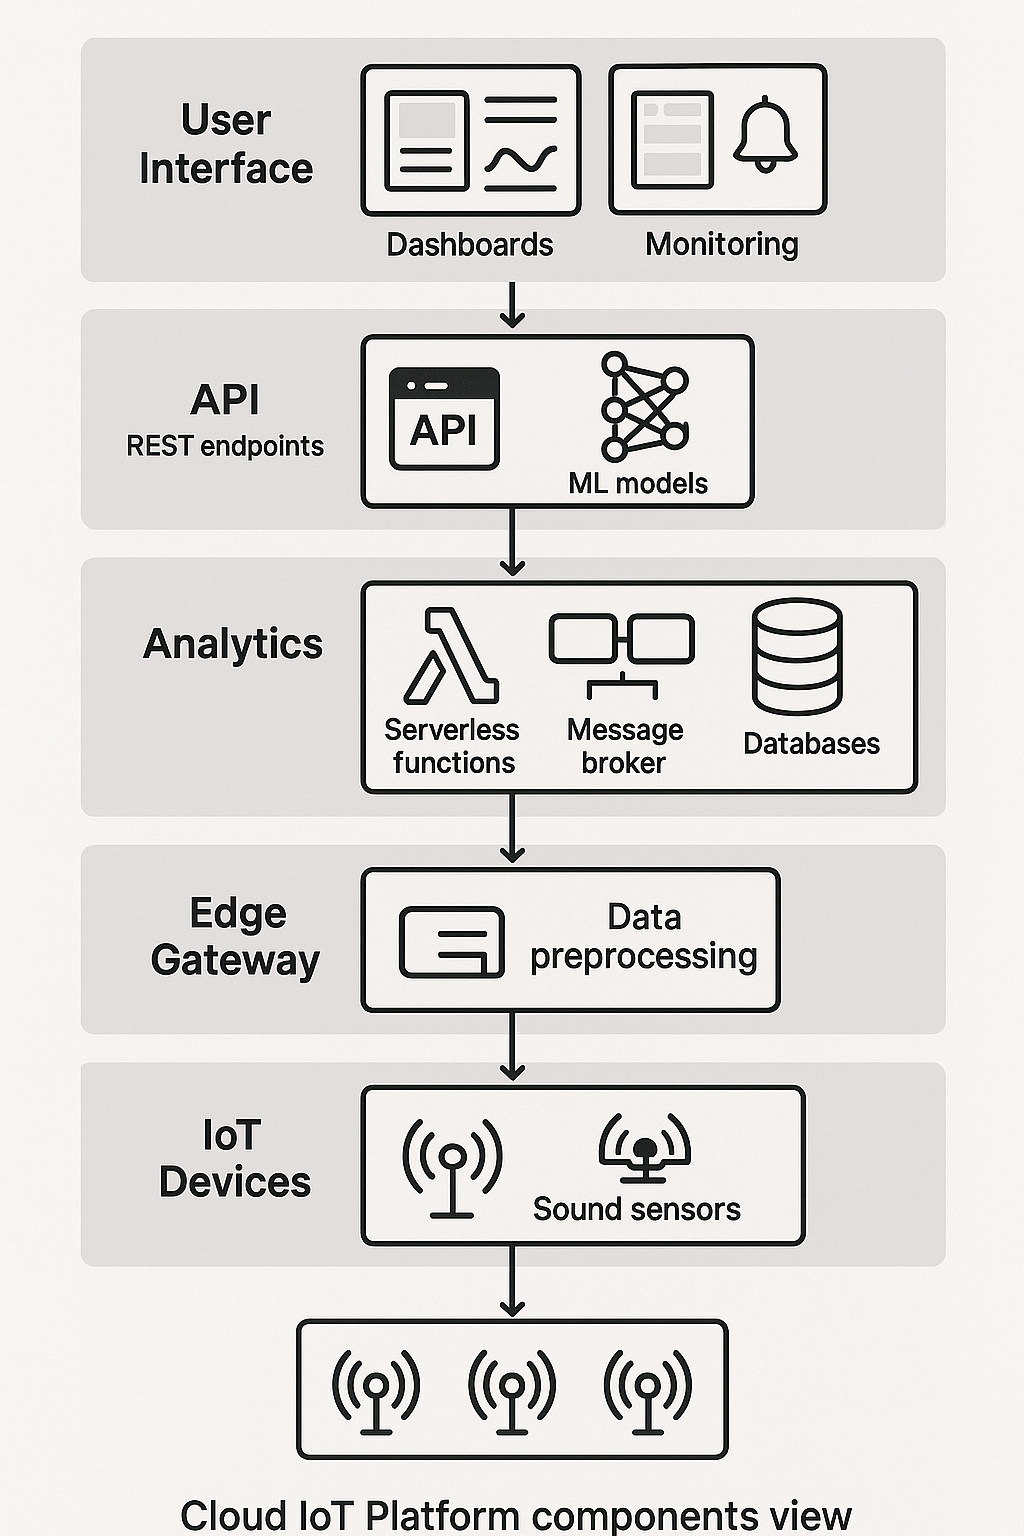 User
Interface
Dashboards
Monitoring
API
REST endpoints
API
ML models
Analytics
Serverless
functions
Message
broker
Databases
Edge
Gateway
Data
preprocessing
IoT
Devices
Sound sensors
Cloud IoT Platform components view